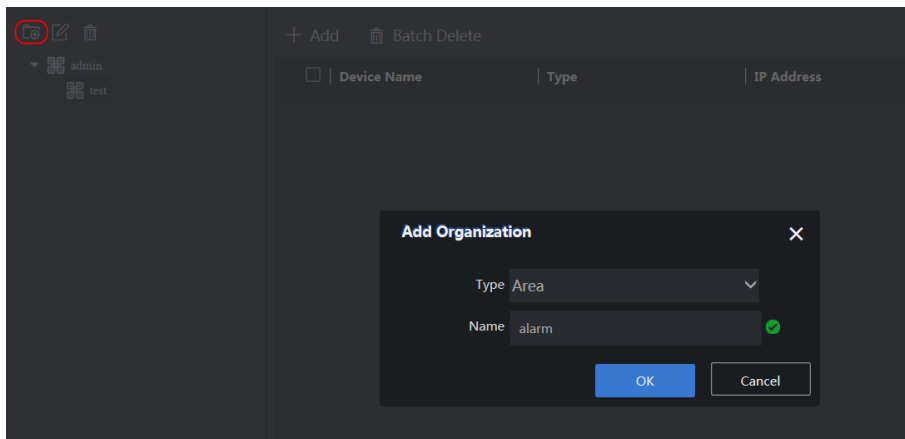 + Add Batch Delete
admin
test
Device Name Type IP Address
Add Organization
Type Area
Name alarm
OK Cancel